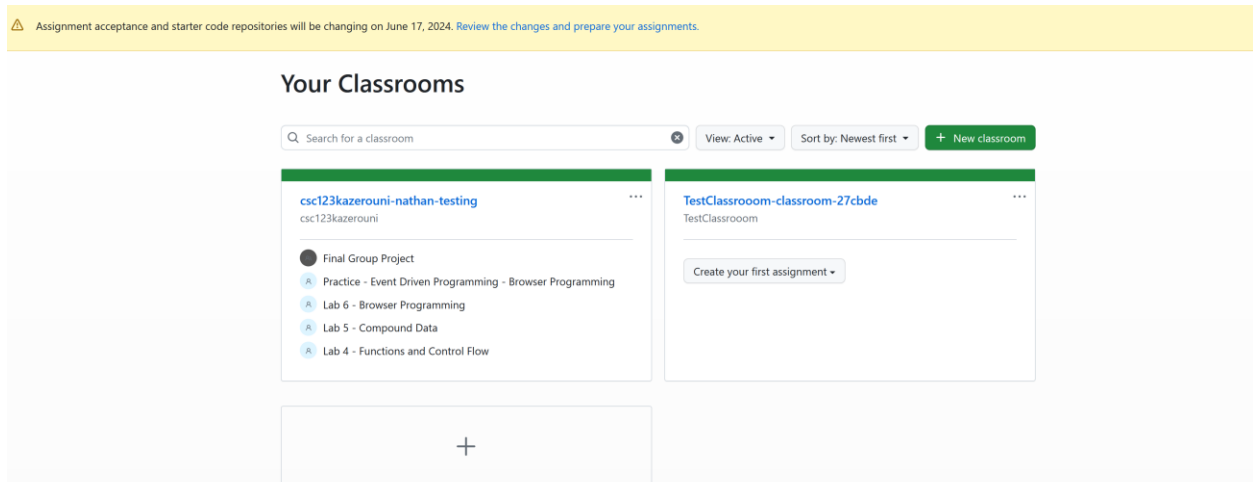 Assignment acceptance and starter code repositories will be changing on June 17, 2024. Review the changes and prepare your assignments.
Your Classrooms
Search for a classroom
View: Active
Sort by: Newest first
+ New classroom
csc123kazerouni-nathan-testing
csc123kazerouni
Final Group Project
Practice - Event Driven Programming - Browser Programming
Lab 6 - Browser Programming
Lab 5 - Compound Data
Lab 4 - Functions and Control Flow
TestClassrooom-classroom-27cbde
TestClassrooom
Create your first assignment